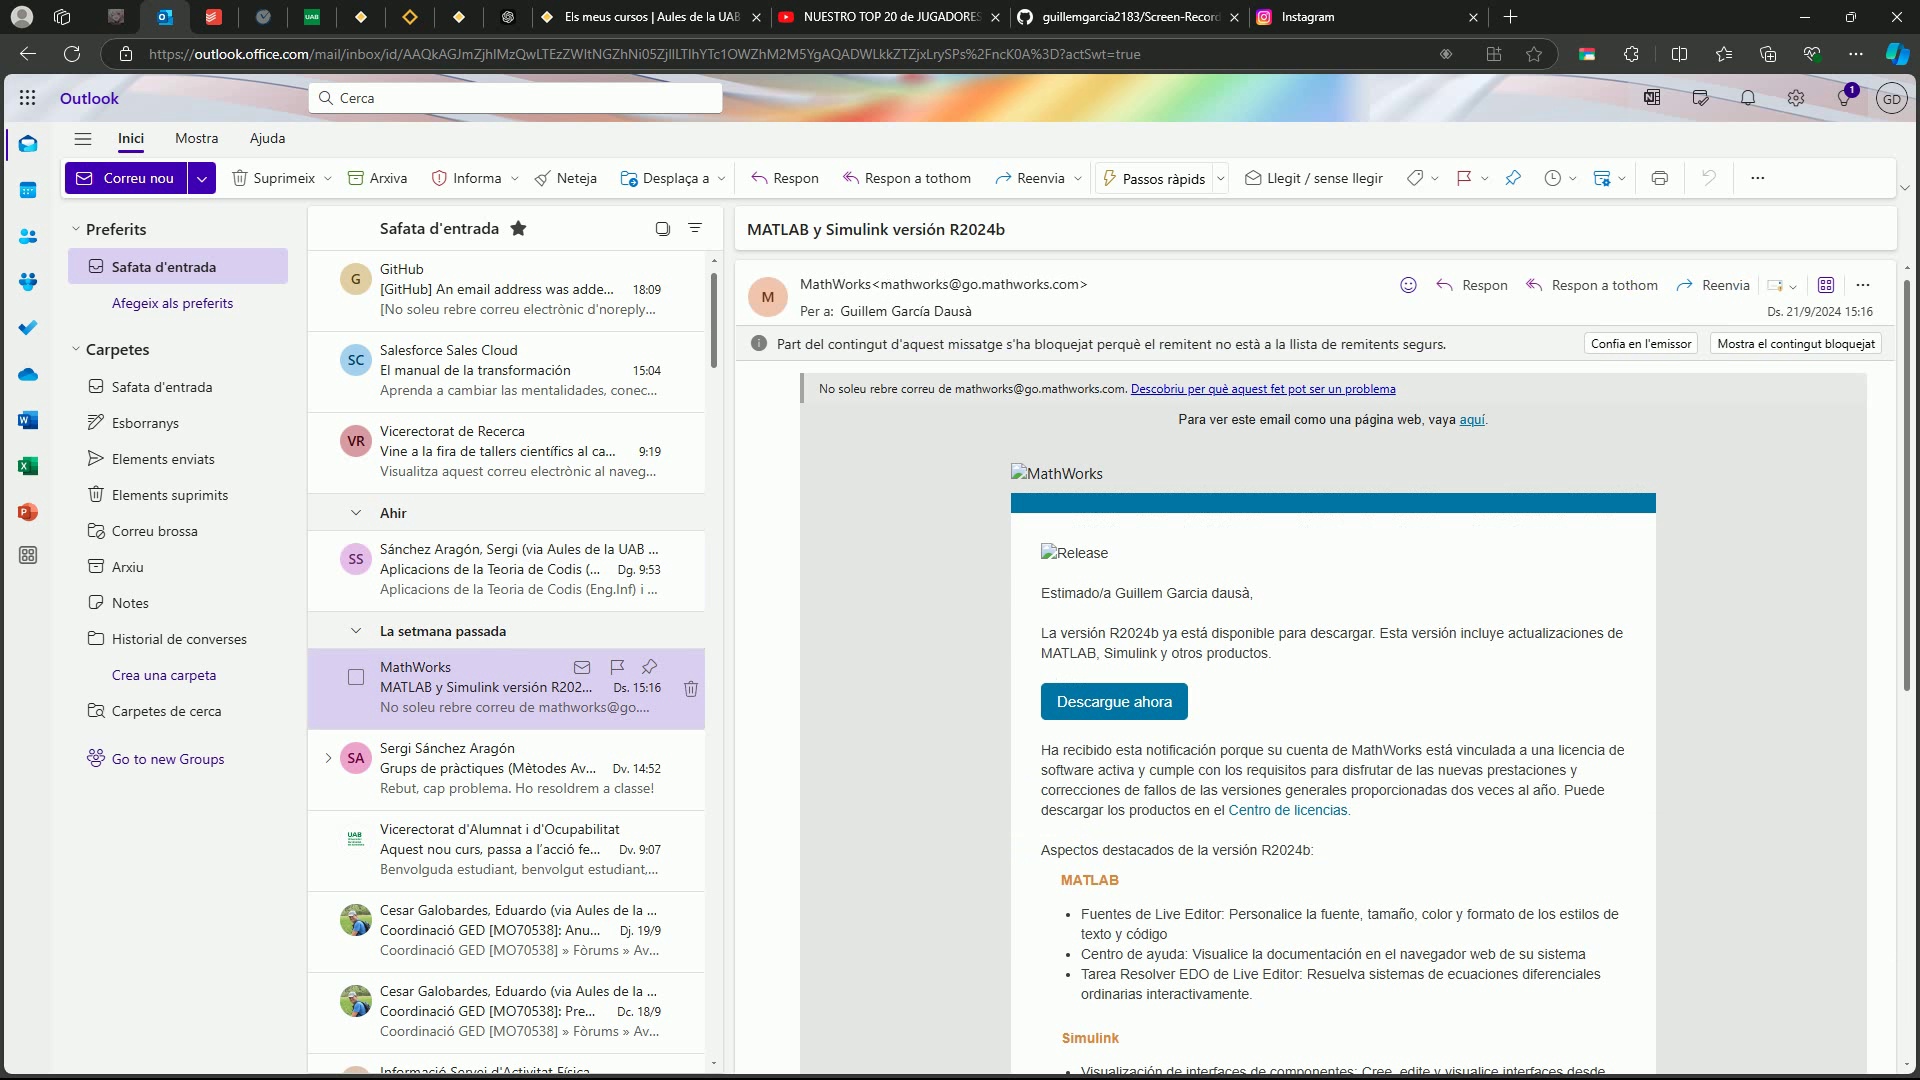 UAB
Els meus cursos | Aules de la UAB
NUESTRO TOP 20 de JUGADORES
guillemgarcia2183/Screen-Record
Instagram
Outlook
Cerca
1
GD
Inici
Mostra
Ajuda
Correu nou
Suprimeix
Arxiva
Informa
Neteja
Desplaça a
Respon
Respon a tothom
Reenvia
Passos ràpids
Llegit / sense llegir
Preferits
Safata d'entrada
Afegeix als preferits
Carpetes
Safata d'entrada
Esborranys
Elements enviats
Elements suprimits
Correu brossa
Arxiu
Notes
Historial de converses
Crea una carpeta
Carpetes de cerca
Go to new Groups
Safata d'entrada
G
GitHub
[GitHub] An email address was adde... 18:09
[No soleu rebre correu electrònic d'noreply...
SC
Salesforce Sales Cloud
El manual de la transformación 15:04
Aprenda a cambiar las mentalidades, conec...
VR
Vicerectorat de Recerca
Vine a la fira de tallers científics al ca... 9:19
Visualitza aquest correu electrònic al naveg...
Ahir
SS
Sánchez Aragón, Sergi (via Aules de la UAB ...
Aplicacions de la Teoria de Codis (... Dg. 9:53
Aplicacions de la Teoria de Codis (Eng.Inf) i ...
La setmana passada
MathWorks
MATLAB y Simulink versión R202... Ds. 15:16
No soleu rebre correu de mathworks@go....
SA
Sergi Sánchez Aragón
Grups de pràctiques (Mètodes Av... Dv. 14:52
Rebut, cap problema. Ho resoldrem a classe!
UAB
Vicerectorat d'Alumnat i d'Ocupabilitat
Aquest nou curs, passa a l'acció fe... Dv. 9:07
Benvolguda estudiant, benvolgut estudiant,...
Cesar Galobardes, Eduardo (via Aules de la ...
Coordinació GED [MO70538]: Anu... Dj. 19/9
Coordinació GED [MO70538] » Fòrums » Av...
Cesar Galobardes, Eduardo (via Aules de la ...
Coordinació GED [MO70538]: Pre... Dc. 18/9
Coordinació GED [MO70538] » Fòrums » Av...
Informació Servei d'Activitat Física
MATLAB y Simulink versión R2024b
M
MathWorks<mathworks@go.mathworks.com>
Per a: Guillem García Dausà
Respon
Respon a tothom
Reenvia
Ds. 21/9/2024 15:16
Part del contingut d'aquest missatge s'ha bloquejat perquè el remitent no està a la llista de remitents segurs.
Confia en l'emissor
Mostra el contingut bloquejat
No soleu rebre correu de mathworks@go.mathworks.com. Descobriu per què aquest fet pot ser un problema
Para ver este email como una página web, vaya aquí.
MathWorks
Release
Estimado/a Guillem Garcia dausà,
La versión R2024b ya está disponible para descargar. Esta versión incluye actualizaciones de
MATLAB, Simulink y otros productos.
Descargue ahora
Ha recibido esta notificación porque su cuenta de MathWorks está vinculada a una licencia de
software activa y cumple con los requisitos para disfrutar de las nuevas prestaciones y
correcciones de fallos de las versiones generales proporcionadas dos veces al año. Puede
descargar los productos en el Centro de licencias.
Aspectos destacados de la versión R2024b:
MATLAB
• Fuentes de Live Editor: Personalice la fuente, tamaño, color y formato de los estilos de
texto y código
• Centro de ayuda: Visualice la documentación en el navegador web de su sistema
• Tarea Resolver EDO de Live Editor: Resuelva sistemas de ecuaciones diferenciales
ordinarias interactivamente.
Simulink
• Visualización de interfaces de componentes: Cree, edite y visualice interfaces desde